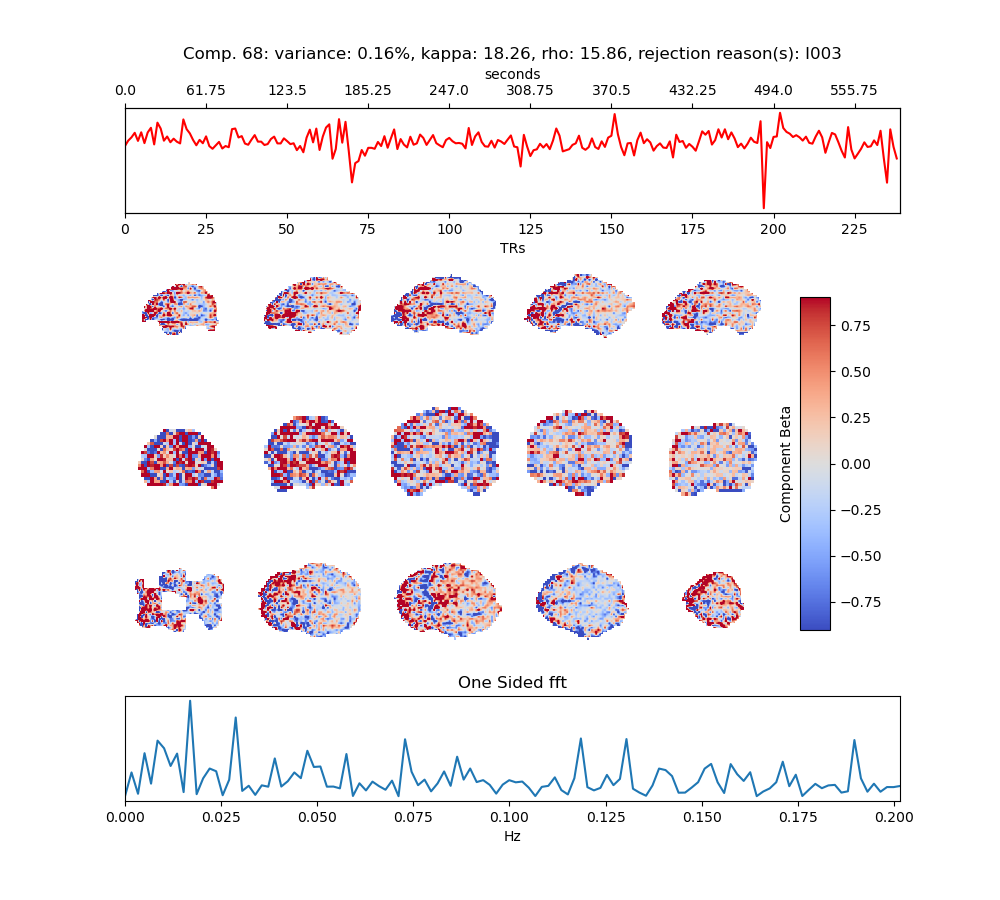 Comp. 68: variance: 0.16%, kappa: 18.26, rho: 15.86, rejection reason(s): I003
seconds
0.0 61.75 123.5 185.25 247.0 308.75 370.5 432.25 494.0 555.75
0 25 50 75 100 125 150 175 200 225
TRs
0.75
0.50
0.25
0.00
−0.25
−0.50
−0.75
Component Beta
One Sided fft
0.000 0.025 0.050 0.075 0.100 0.125 0.150 0.175 0.200
Hz